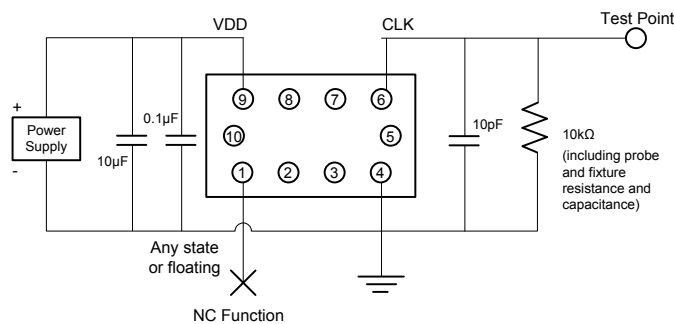 VDD
CLK
Test Point
+
Power
Supply
-
10µF
0.1µF
9
8
7
6
10
5
1
2
3
4
10pF
10kΩ
(including probe
and fixture
resistance and
capacitance)
Any state
or floating
NC Function